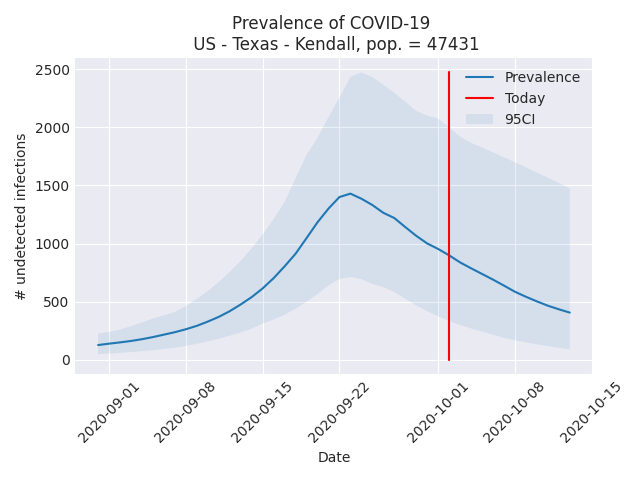 Prevalence of COVID-19
US - Texas - Kendall, pop. = 47431
# undetected infections
2500
2000
1500
1000
500
0
Prevalence
Today
95CI
2020-09-01
2020-09-08
2020-09-15
2020-09-22
2020-10-01
2020-10-08
2020-10-15
Date